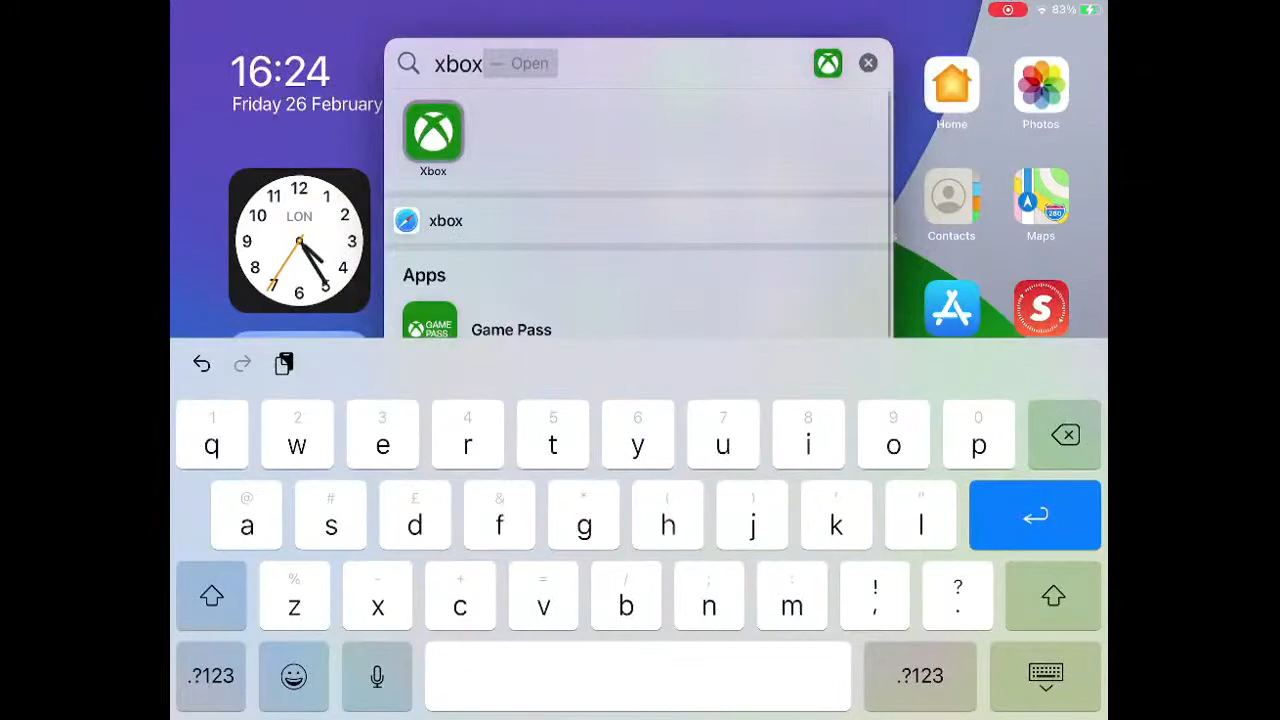 83%
16:24
Friday 26 February
xbox — Open
Xbox
xbox
Apps
GAME PASS
Game Pass
12
11 1
10 LON 2
9 3
8 4
7 5
6
Home
Photos
Contacts
Maps
280
S
1 2 3 4 5 6 7 8 9 0
q w e r t y u i o p
@ # £ & * ( ) ' "
a s d f g h j k l
% - + = / ; : ! ?
z x c v b n m , .
.?123
.?123